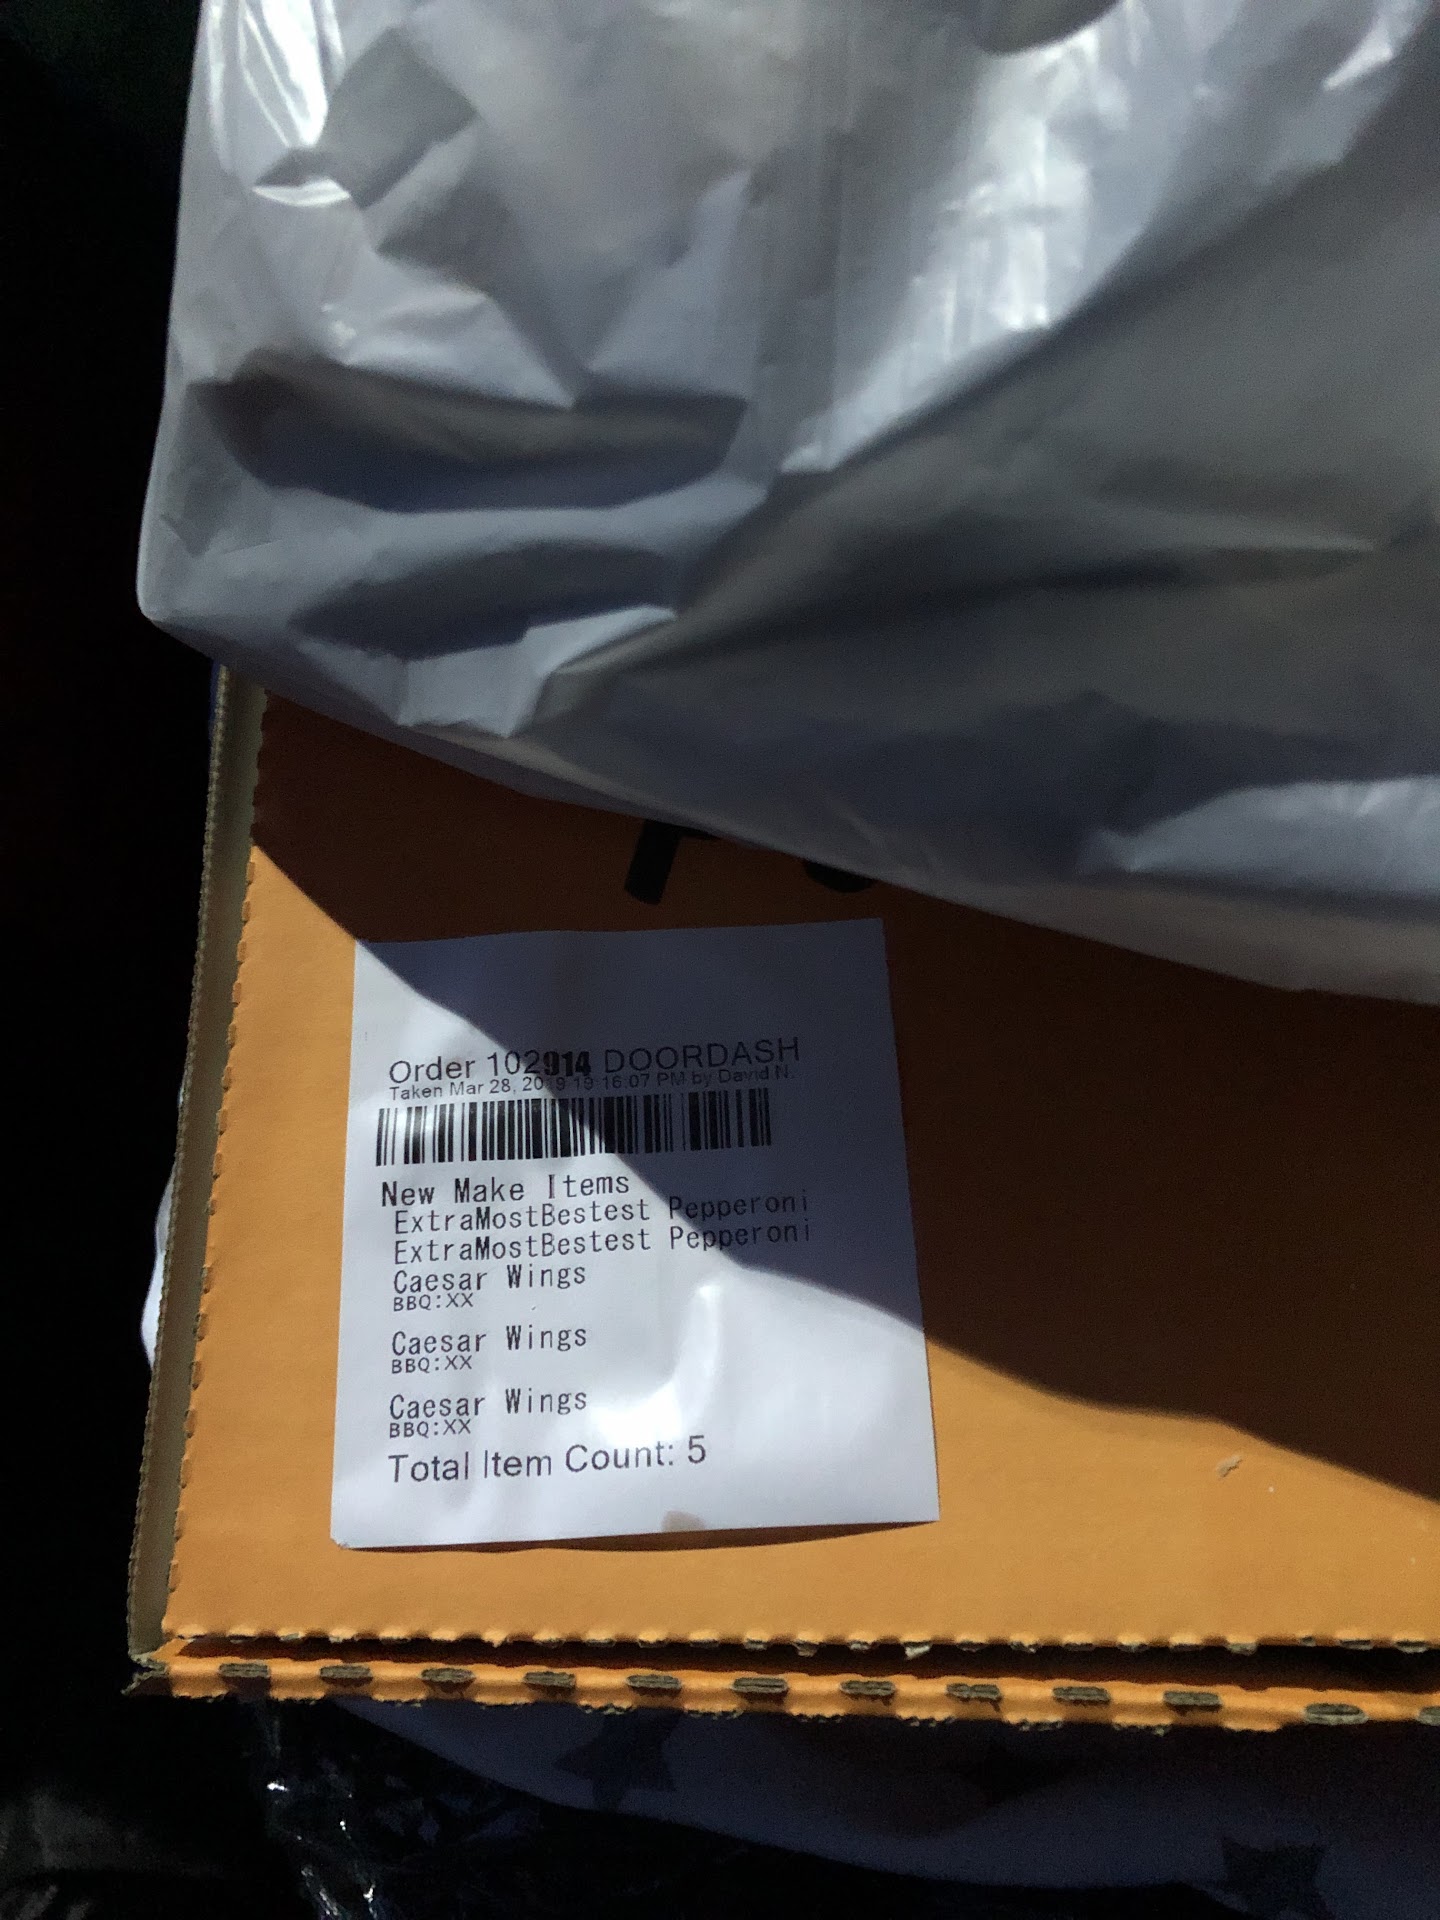 Order 102914 DOORDASH
Taken Mar 28, 2019 19 16:07 PM by David N.
New Make Items
ExtraMostBestest Pepperoni
ExtraMostBestest Pepperoni
Caesar Wings
BBQ:XX
Caesar Wings
BBQ:XX
Caesar Wings
BBQ:XX
Total Item Count: 5